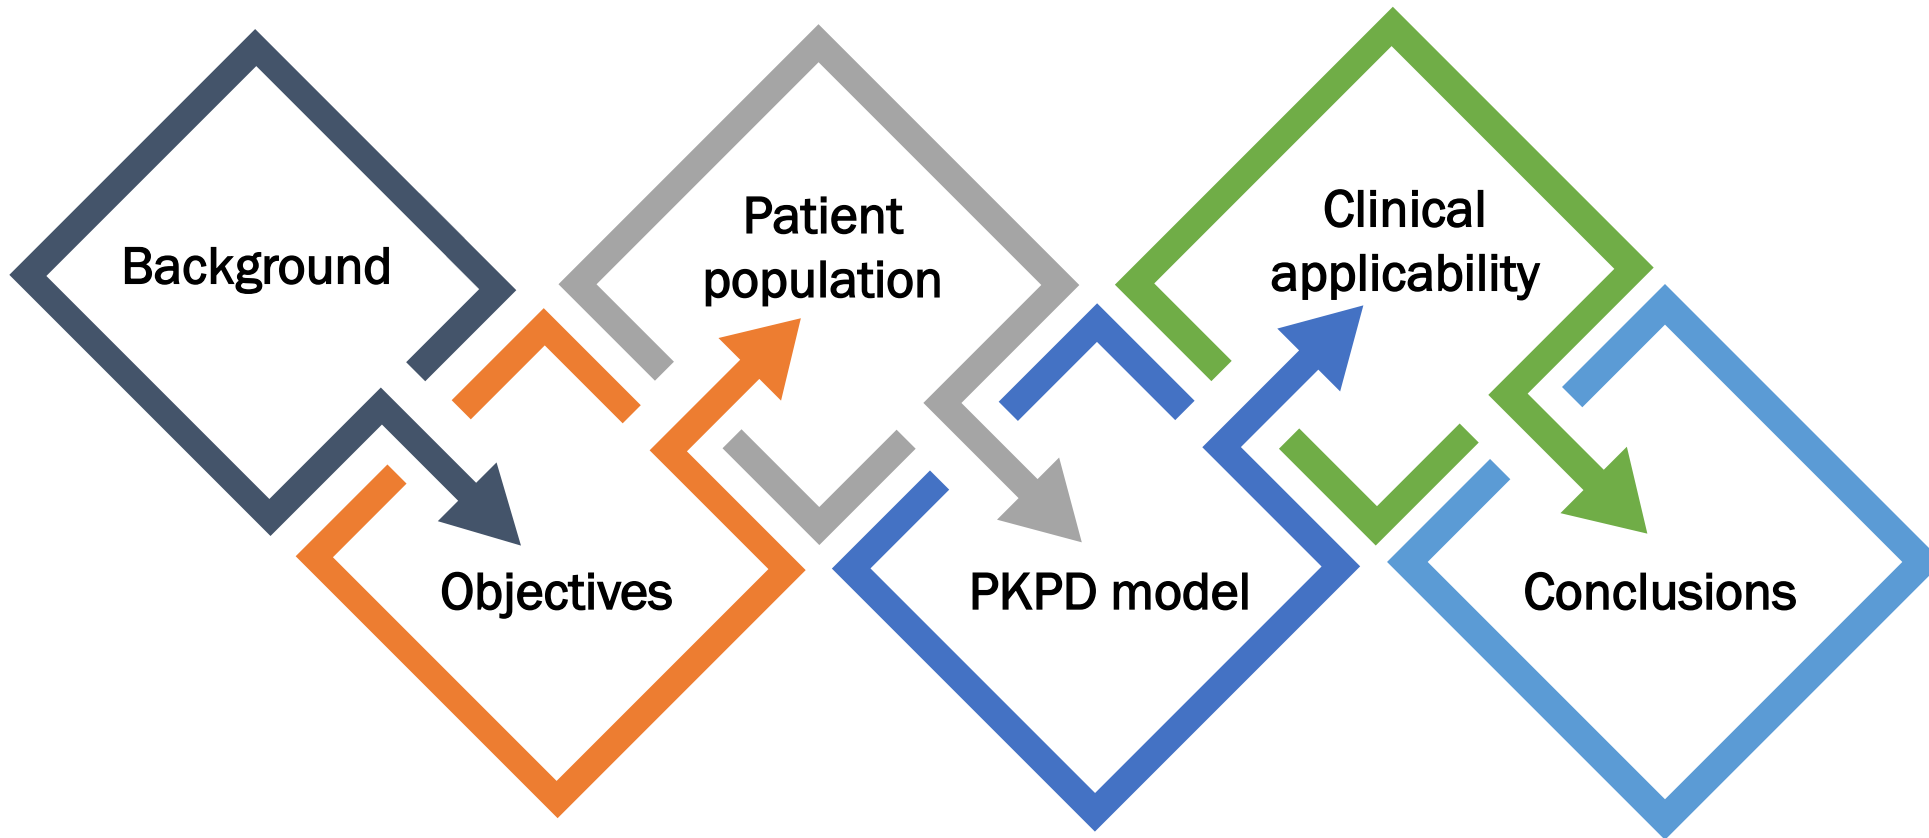 Background
Objectives
Patient
population
PKPD model
Clinical
applicability
Conclusions